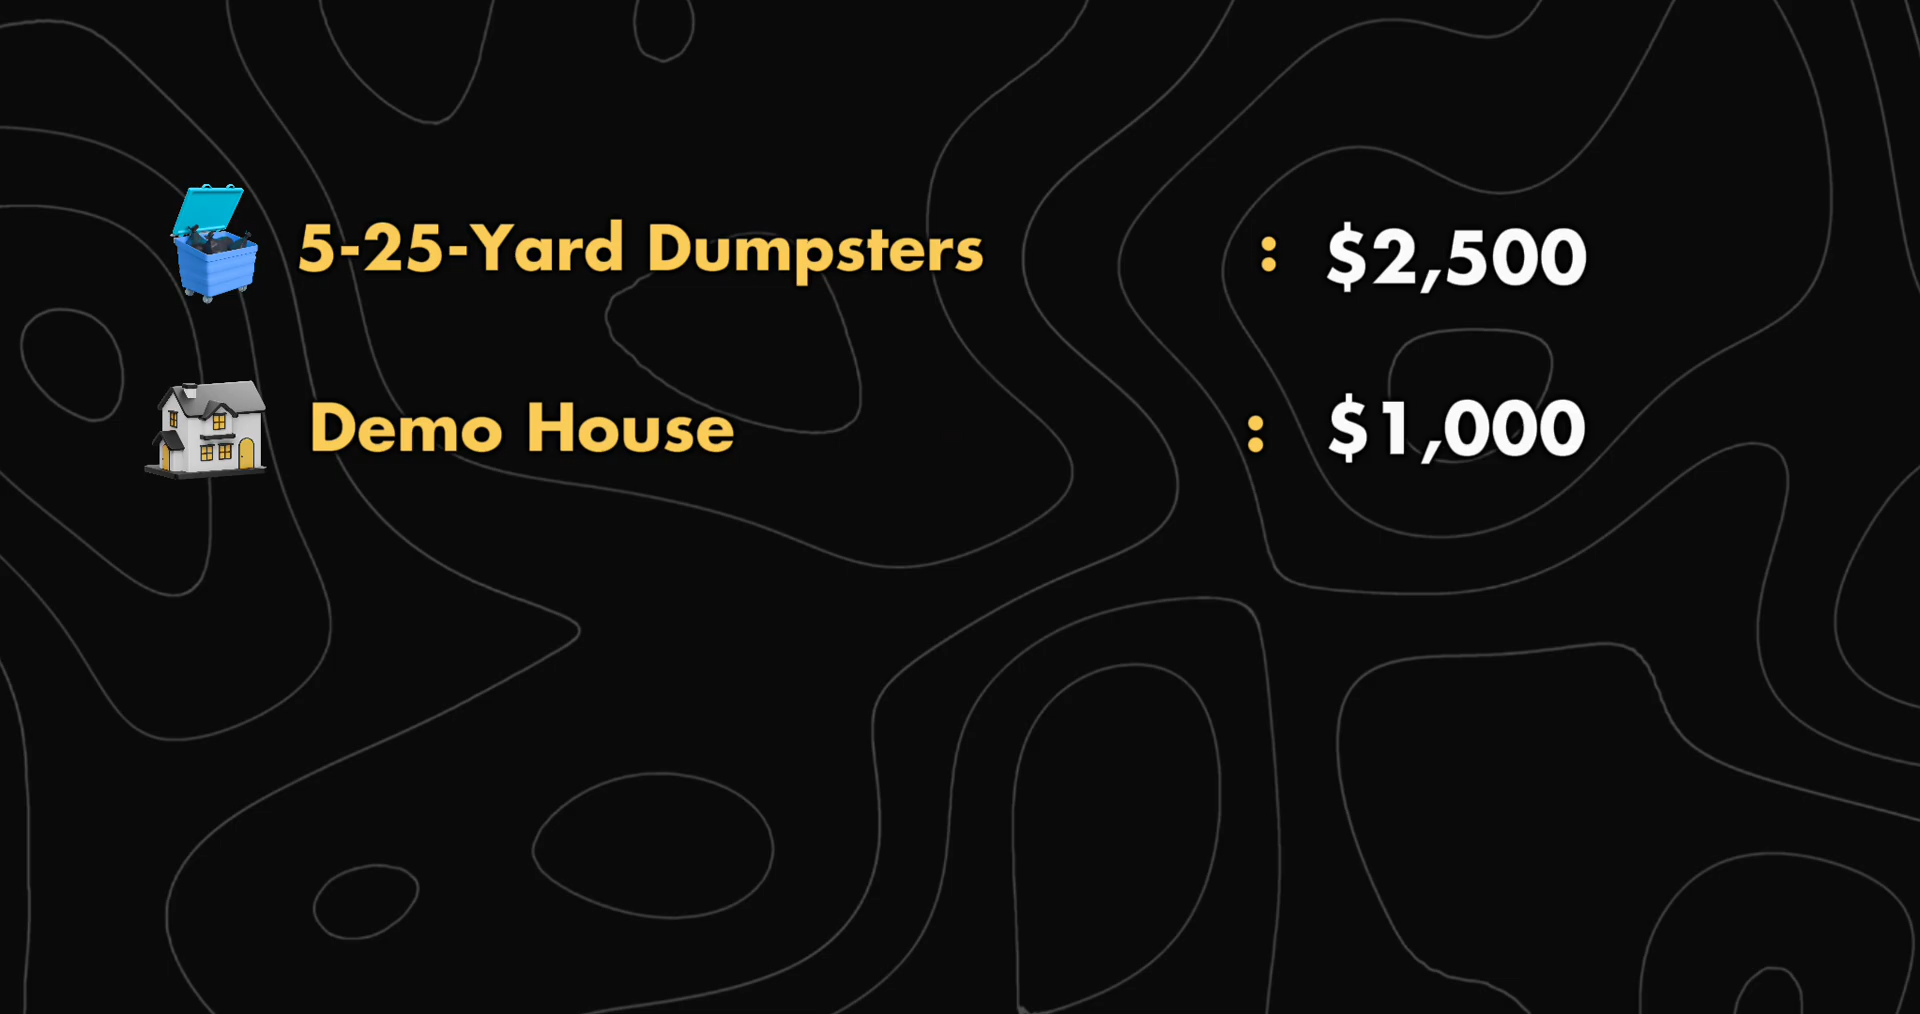 5-25-Yard Dumpsters : $2,500
Demo House : $1,000